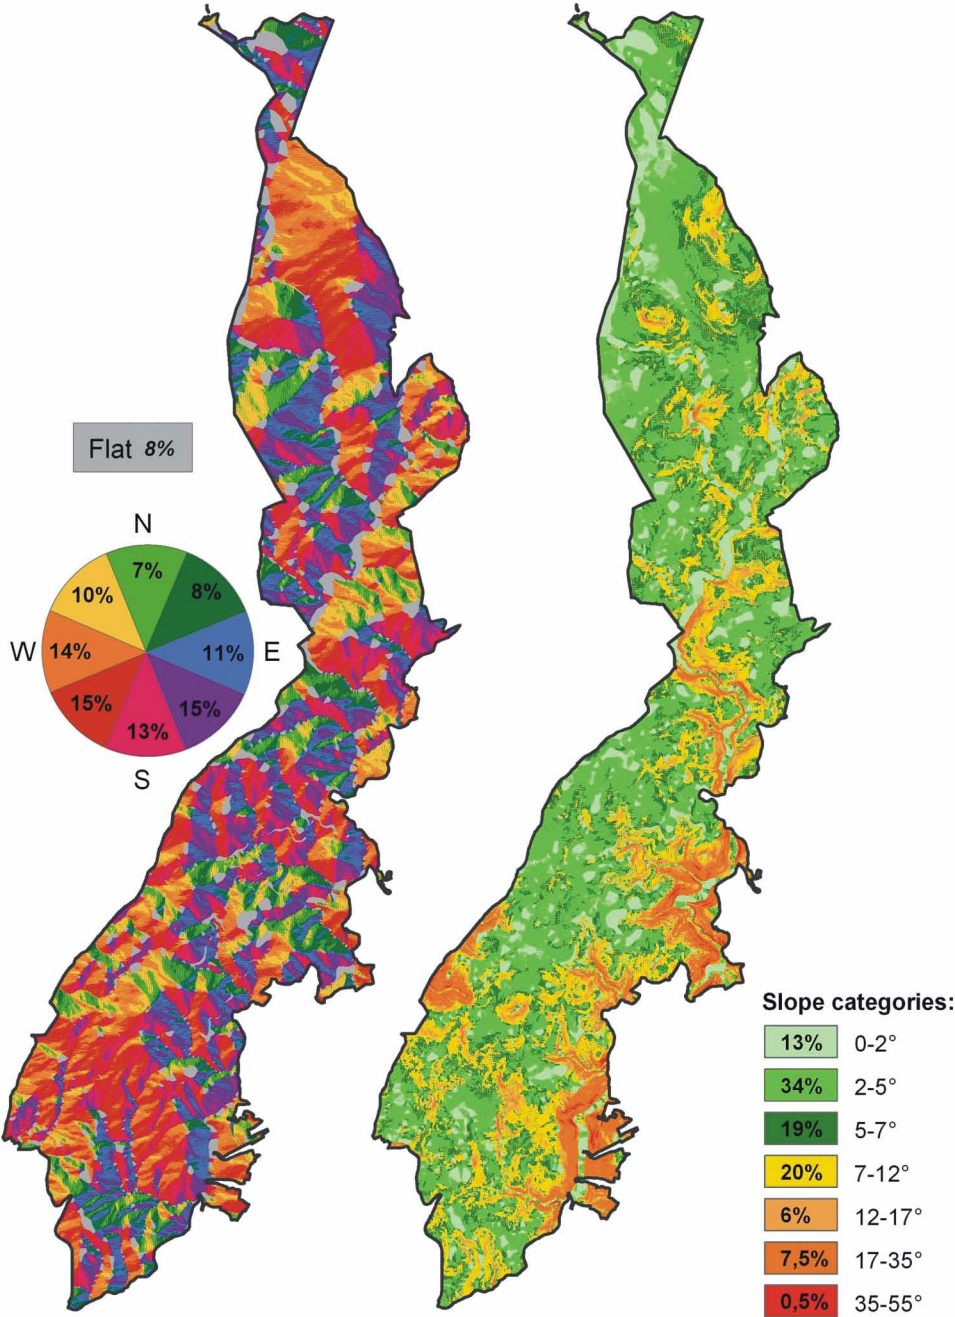 Flat 8%
N
7%
10%
8%
W
14%
11%
E
15%
15%
13%
S
Slope categories:
13% 0-2°
34% 2-5°
19% 5-7°
20% 7-12°
6% 12-17°
7,5% 17-35°
0,5% 35-55°